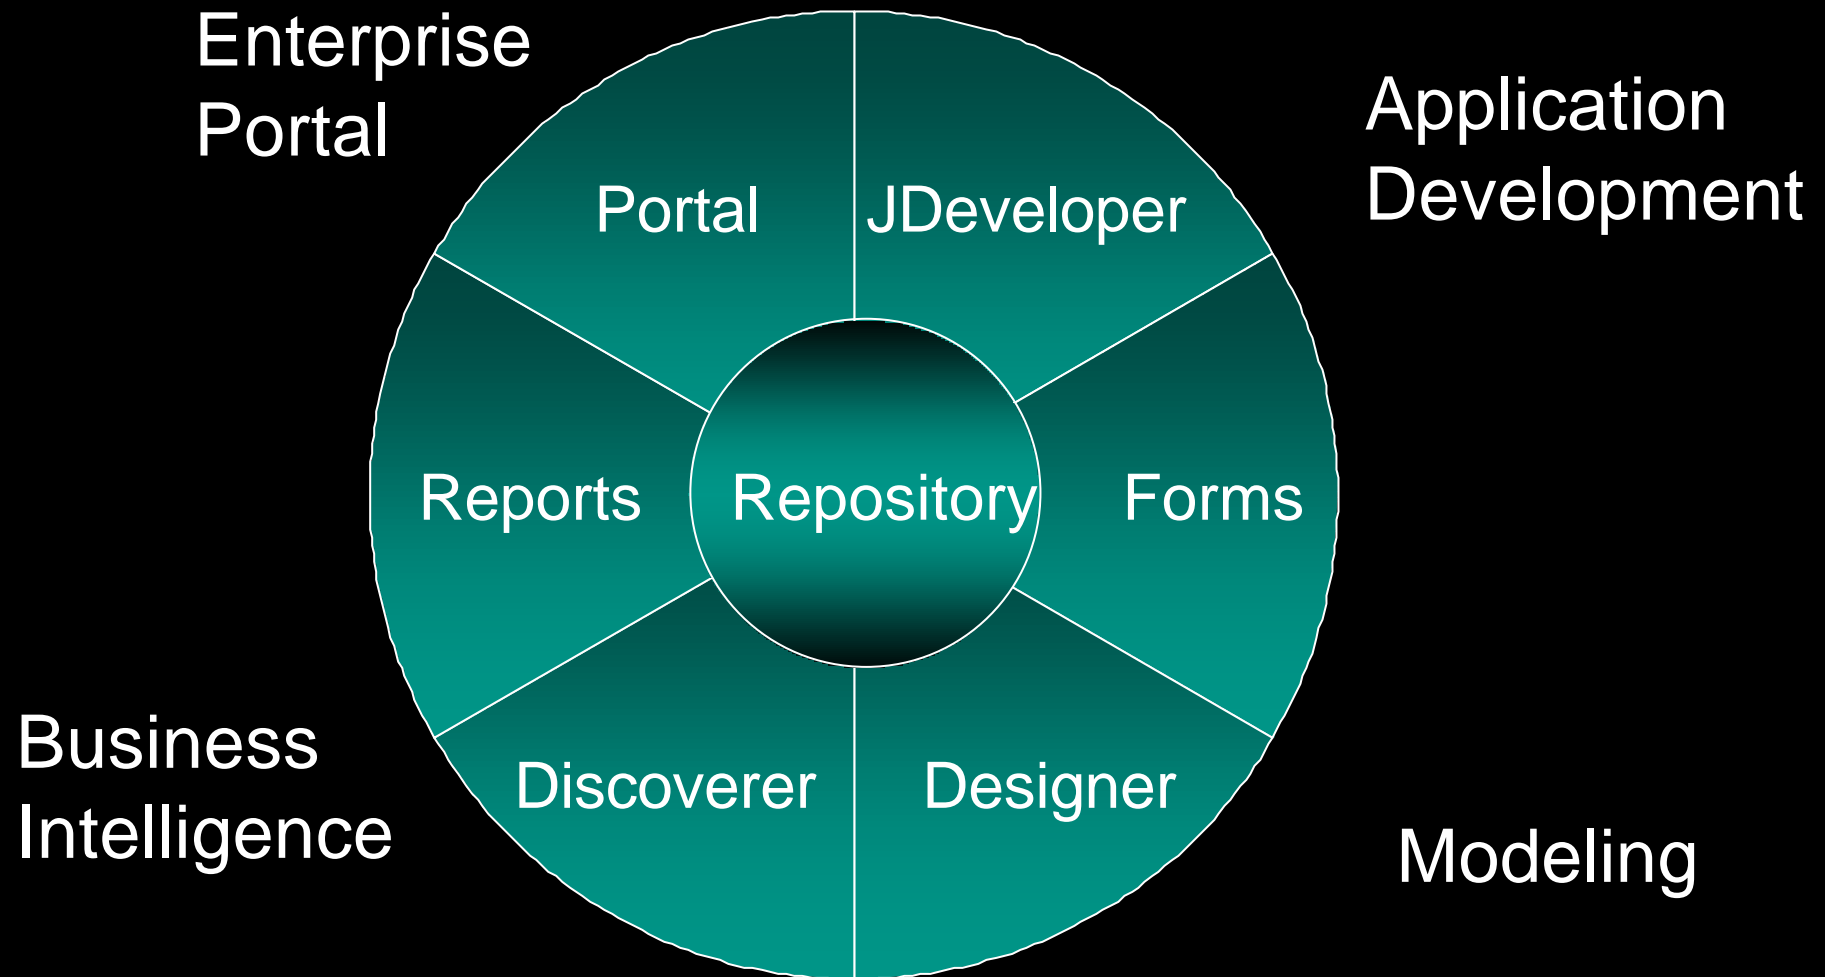 Enterprise
Portal
Application
Development
Portal
JDeveloper
Reports
Repository
Forms
Business
Intelligence
Discoverer
Designer
Modeling